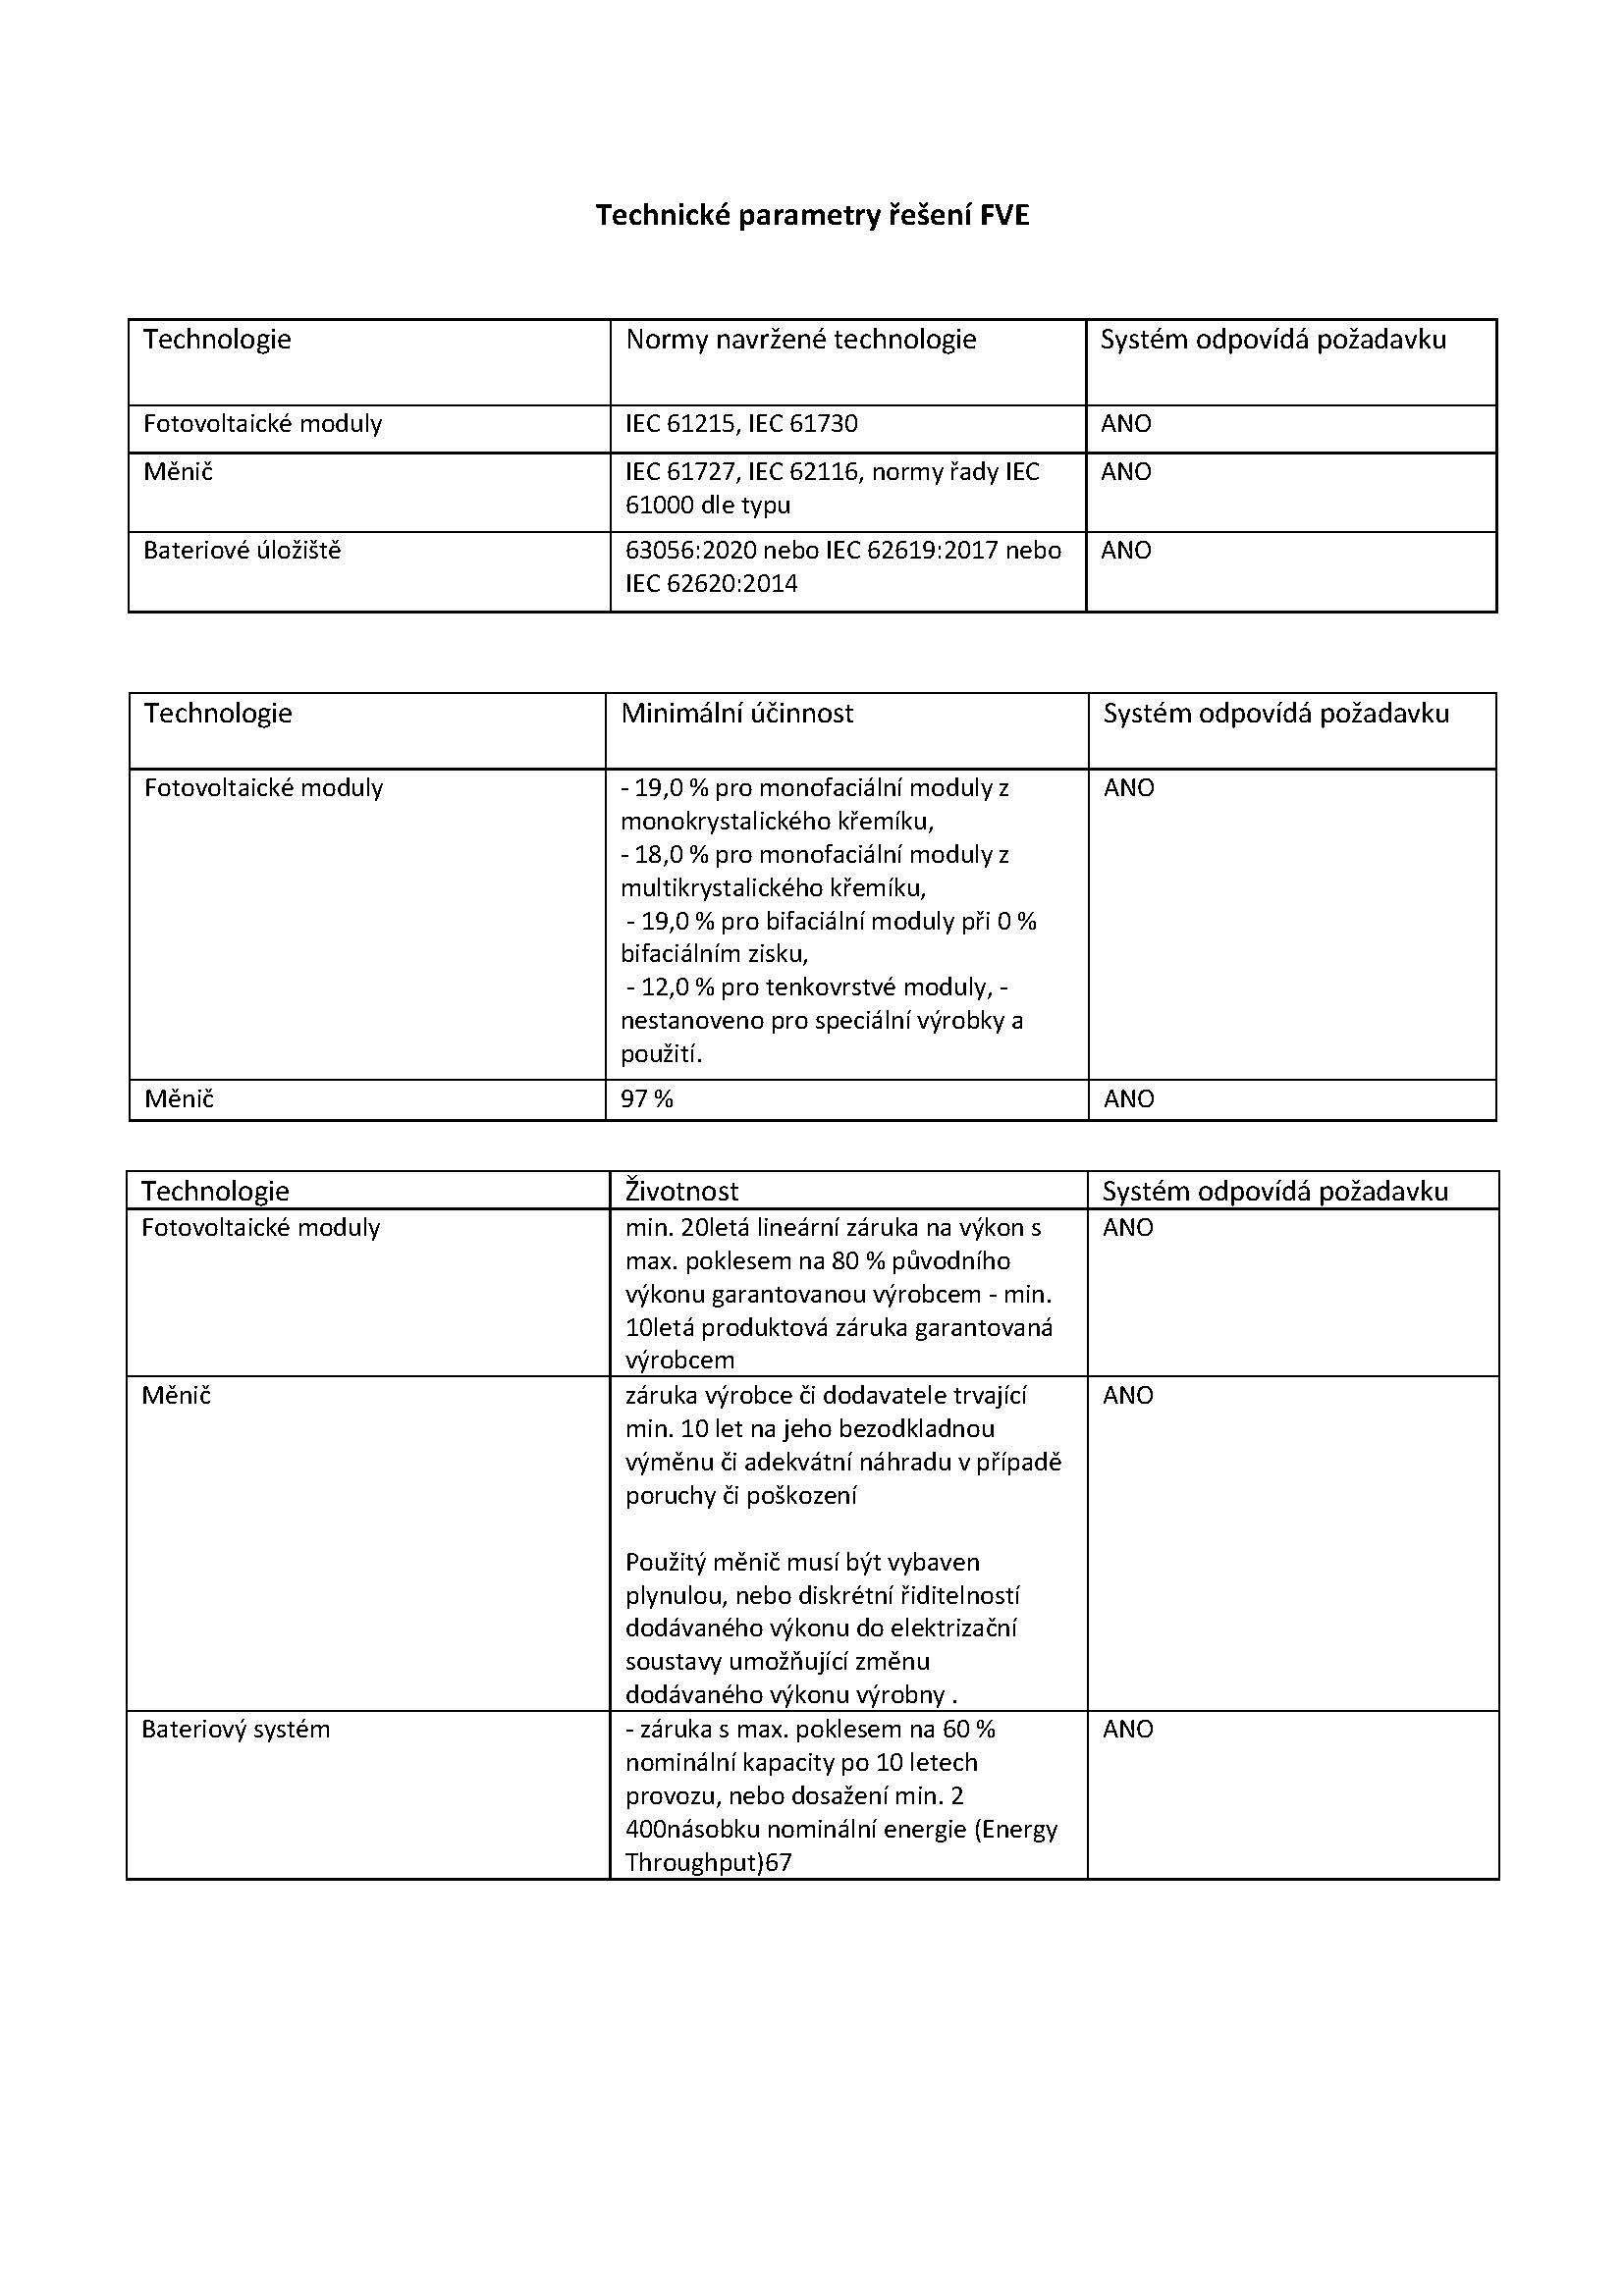 Technické parametry řešení FVE
Technologie
Normy navržené technologie
Systém odpovídá požadavku
Fotovoltaické moduly
IEC 61215, IEC 61730
ANO
Měnič
IEC 61727, IEC 62116, normy řady IEC
61000 dle typu
ANO
Bateriové úložiště
63056:2020 nebo IEC 62619:2017 nebo
IEC 62620:2014
ANO
Technologie
Minimální účinnost
Systém odpovídá požadavku
Fotovoltaické moduly
- 19,0 % pro monofaciální moduly z
monokrystalického křemíku,
- 18,0 % pro monofaciální moduly z
multikrystalického křemíku,
- 19,0 % pro bifaciální moduly při 0 %
bifaciálním zisku,
- 12,0 % pro tenkovrstvé moduly, -
nestanoveno pro speciální výrobky a
použití.
ANO
Měnič
97 %
ANO
Technologie
Životnost
Systém odpovídá požadavku
Fotovoltaické moduly
min. 20letá lineární záruka na výkon s
max. poklesem na 80 % původního
výkonu garantovanou výrobcem - min.
10letá produktová záruka garantovaná
výrobcem
ANO
Měnič
záruka výrobce či dodavatele trvající
min. 10 let na jeho bezodkladnou
výměnu či adekvátní náhradu v případě
poruchy či poškození
Použitý měnič musí být vybaven
plynulou, nebo diskrétní řiditelností
dodávaného výkonu do elektrizační
soustavy umožňující změnu
dodávaného výkonu výrobny .
ANO
Bateriový systém
- záruka s max. poklesem na 60 %
nominální kapacity po 10 letech
provozu, nebo dosažení min. 2
400násobku nominální energie (Energy
Throughput)67
ANO